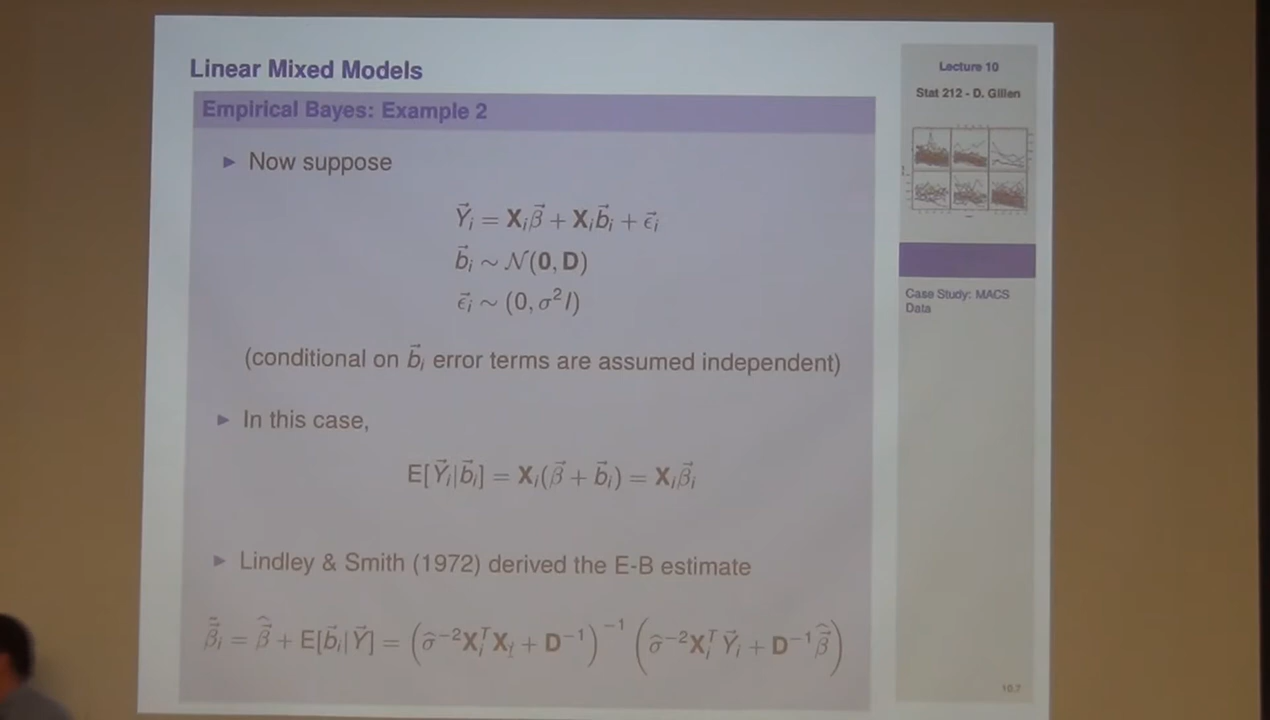 Linear Mixed Models
Empirical Bayes: Example 2
► Now suppose
$\vec{Y}_i = \mathbf{X}_i\vec{\beta} + \mathbf{X}_i\vec{b}_i + \vec{\epsilon}_i$
$\vec{b}_i \sim \mathcal{N}(\mathbf{0}, \mathbf{D})$
$\vec{\epsilon}_i \sim (0, \sigma^2 I)$
(conditional on $\vec{b}_i$ error terms are assumed independent)
► In this case,
$\mathrm{E}[\vec{Y}_i|\vec{b}_i] = \mathbf{X}_i(\vec{\beta} + \vec{b}_i) = \mathbf{X}_i\vec{\beta}_i$
► Lindley & Smith (1972) derived the E-B estimate
$\tilde{\vec{\beta}}_i = \hat{\vec{\beta}} + \mathrm{E}[\vec{b}_i|\vec{Y}] = \left(\hat{\sigma}^{-2}\mathbf{X}_i^T\mathbf{X}_i + \mathbf{D}^{-1}\right)^{-1}\left(\hat{\sigma}^{-2}\mathbf{X}_i^T\vec{Y}_i + \mathbf{D}^{-1}\hat{\vec{\beta}}\right)$
Lecture 10
Stat 212 - D. Gillen
Case Study: MACS
Data
10.7